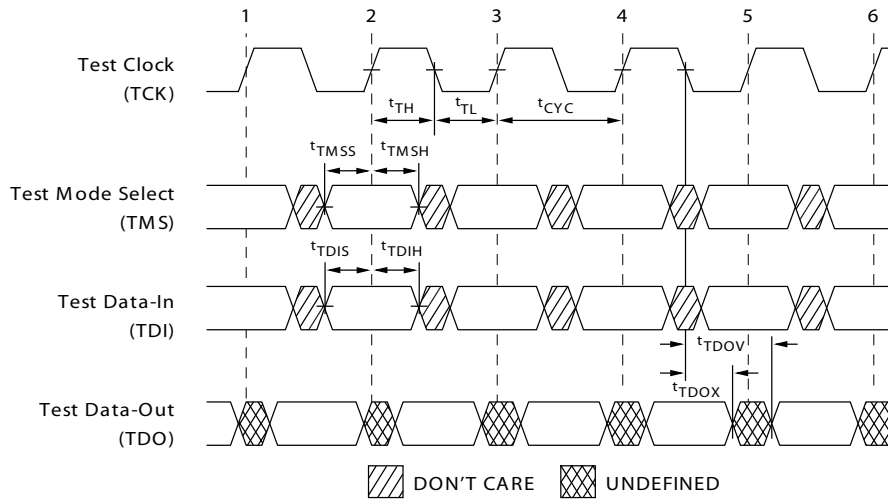 1 2 3 4 5 6
Test Clock
(TCK)
tTH tTL tCYC
tTMSS tTMSH
Test Mode Select
(TMS)
tTDIS tTDIH
Test Data-In
(TDI)
tTDOV
tTDOX
Test Data-Out
(TDO)
DON'T CARE UNDEFINED